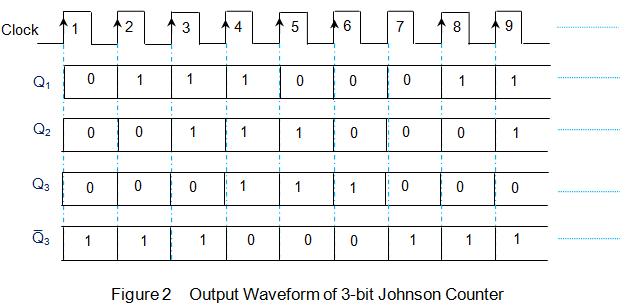 Clock 1 2 3 4 5 6 7 8 9
Q1 0 1 1 1 0 0 0 1 1
Q2 0 0 1 1 1 0 0 0 1
Q3 0 0 0 1 1 1 0 0 0
Q̅3 1 1 1 0 0 0 1 1 1
Figure 2 Output Waveform of 3-bit Johnson Counter